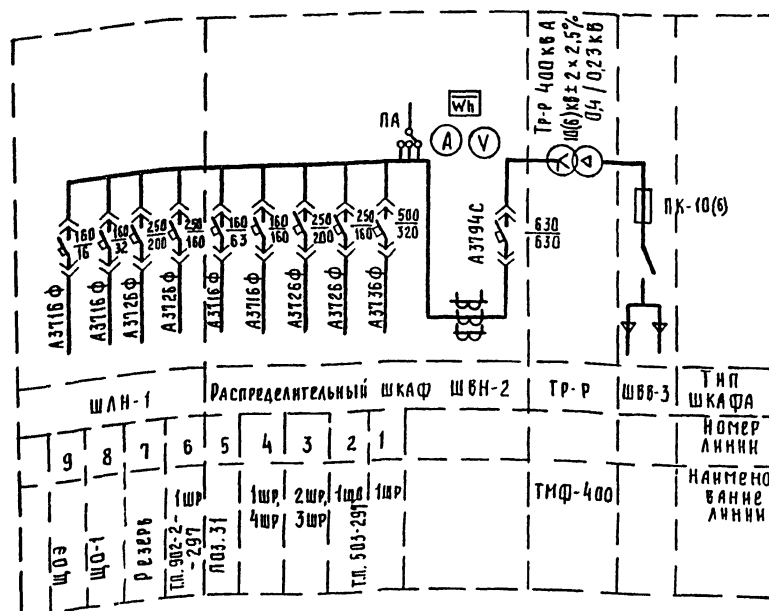 Тр-р 400 кв А
10(6)кв ± 2 × 2,5%
0,4 / 0,23 кв
Wh
ПА
А
V
ПК-10(6)
160
16
160
32
250
200
250
160
160
63
160
160
250
200
250
160
500
320
А3794С
630
630
А3716Ф
А3716Ф
А3726Ф
А3726Ф
А3716Ф
А3716Ф
А3726Ф
А3726Ф
А3736Ф
ШЛН-1
Распределительный шкаф ШВН-2
Тр-р
ШВВ-3
Тип шкафа
9
8
7
6
5
4
3
2
1
Номер линии
ЩОЭ
ЩО-1
Резерв
1ШР
Т.П. 902-2-
-297
поз.31
1ШР,
4ШР
2ШР,
3ШР
1ЩО
Т.П. 503-297
1ШР
ТМФ-400
Наимено
вание
линии